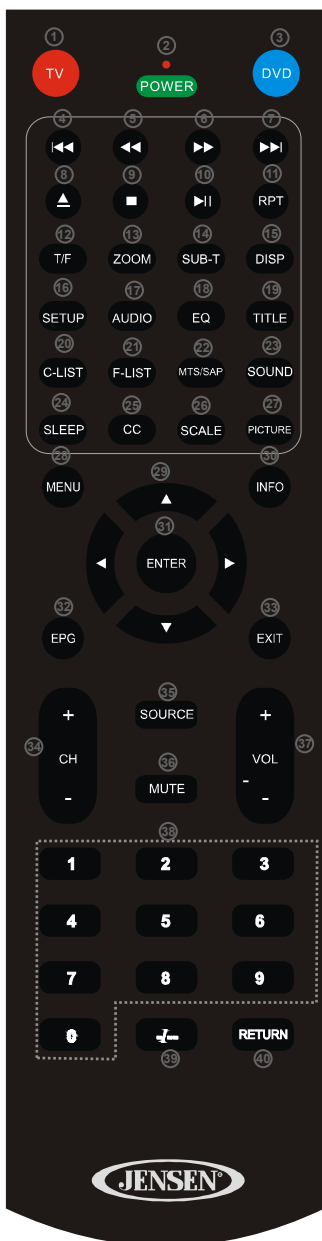 1 2 3
TV POWER DVD
4 5 6 7
8 9 10 11
RPT
12 13 14 15
T/F ZOOM SUB-T DISP
16 17 18 19
SETUP AUDIO EQ TITLE
20 21 22 23
C-LIST F-LIST MTS/SAP SOUND
24 25 26 27
SLEEP CC SCALE PICTURE
28 29 30
MENU INFO
31
ENTER
32 33
EPG EXIT
35
+ SOURCE +
34 CH 36 VOL 37
- MUTE - -
38
1 2 3
4 5 6
7 8 9
0 -/-- RETURN
39 40
JENSEN®